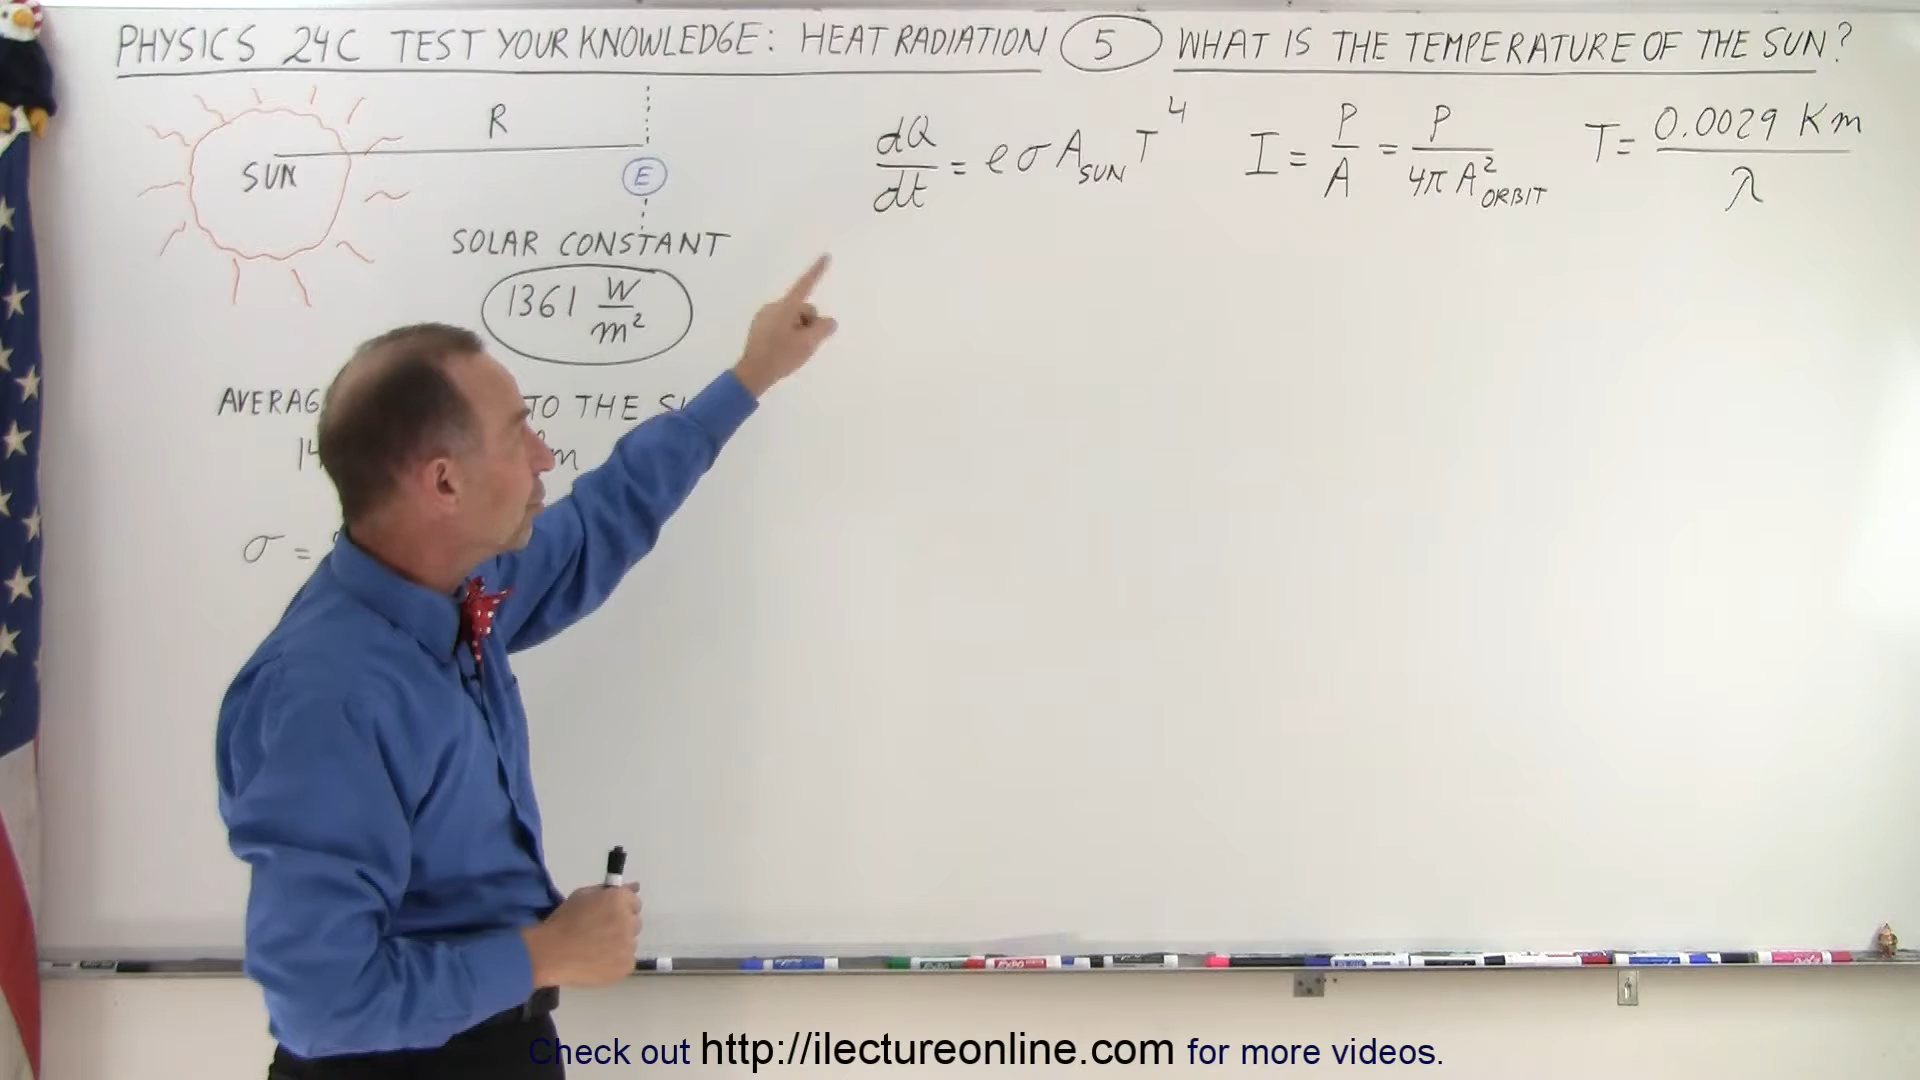 PHYSICS 24C TEST YOUR KNOWLEDGE: HEAT RADIATION 5 WHAT IS THE TEMPERATURE OF THE SUN?
R
SUN
E
dQ/dt = eσA_SUN T^4
I = P/A = P/(4πA²_ORBIT)
T = 0.0029 Km/λ
SOLAR CONSTANT
1361 W/m²
TO THE
σ =
Check out http://ilectureonline.com for more videos.